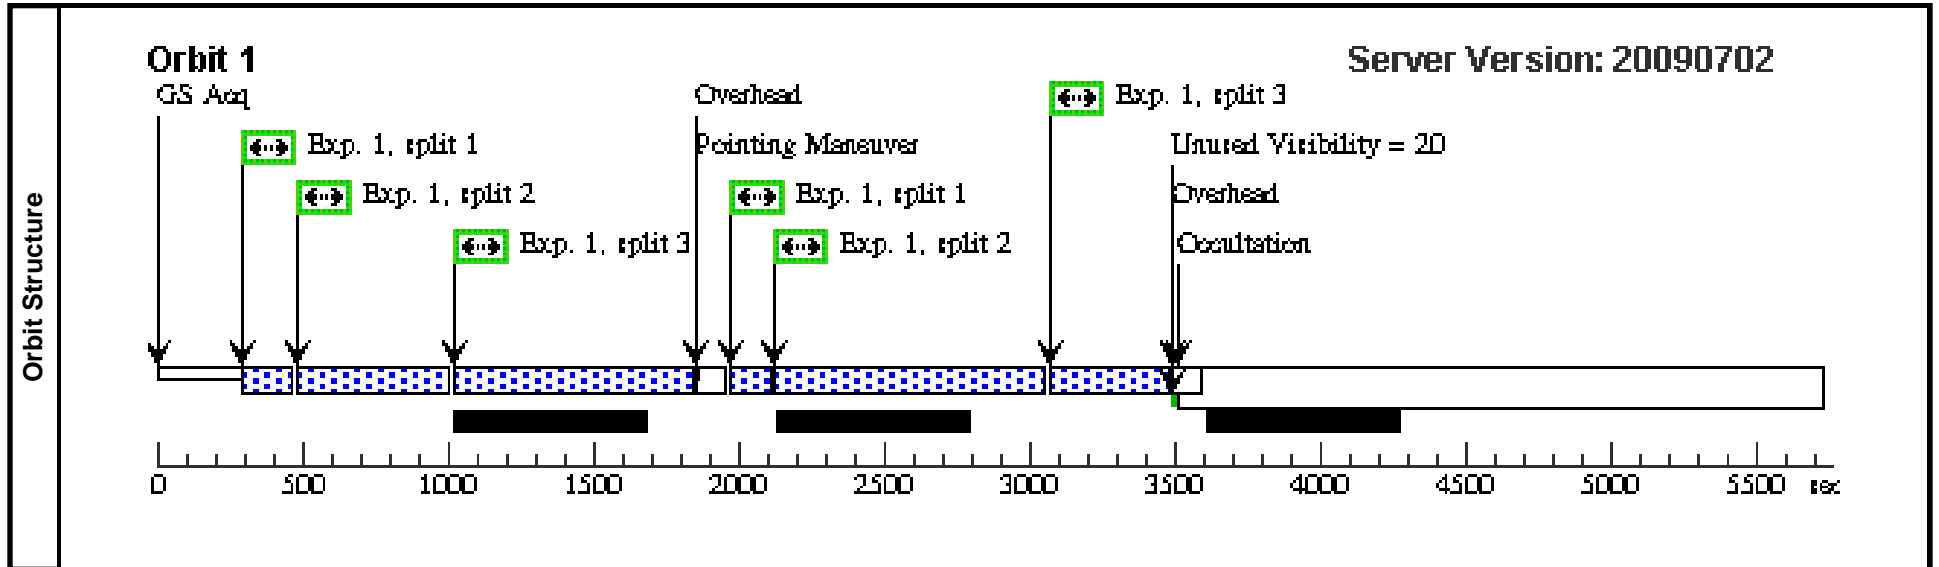 Orbit Structure
Orbit 1
Server Version: 20090702
GS Acq
Overhead
Exp. 1, split 3
Exp. 1, split 1
Pointing Maneuver
Unused Visibility = 20
Exp. 1, split 2
Exp. 1, split 1
Overhead
Exp. 1, split 3
Exp. 1, split 2
Occultation
0 500 1000 1500 2000 2500 3000 3500 4000 4500 5000 5500 sec